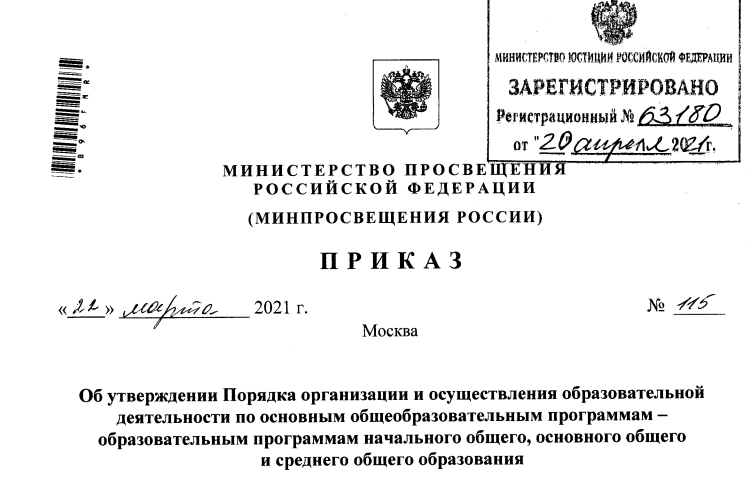 МИНИСТЕРСТВО ЮСТИЦИИ РОССИЙСКОЙ ФЕДЕРАЦИИ
ЗАРЕГИСТРИРОВАНО
Регистрационный № 63180
от "20" апреля 2021г.
* B 9 6 F M R *
МИНИСТЕРСТВО ПРОСВЕЩЕНИЯ
РОССИЙСКОЙ ФЕДЕРАЦИИ
(МИНПРОСВЕЩЕНИЯ РОССИИ)
ПРИКАЗ
«22» марта 2021 г. № 115
Москва
Об утверждении Порядка организации и осуществления образовательной
деятельности по основным общеобразовательным программам –
образовательным программам начального общего, основного общего
и среднего общего образования